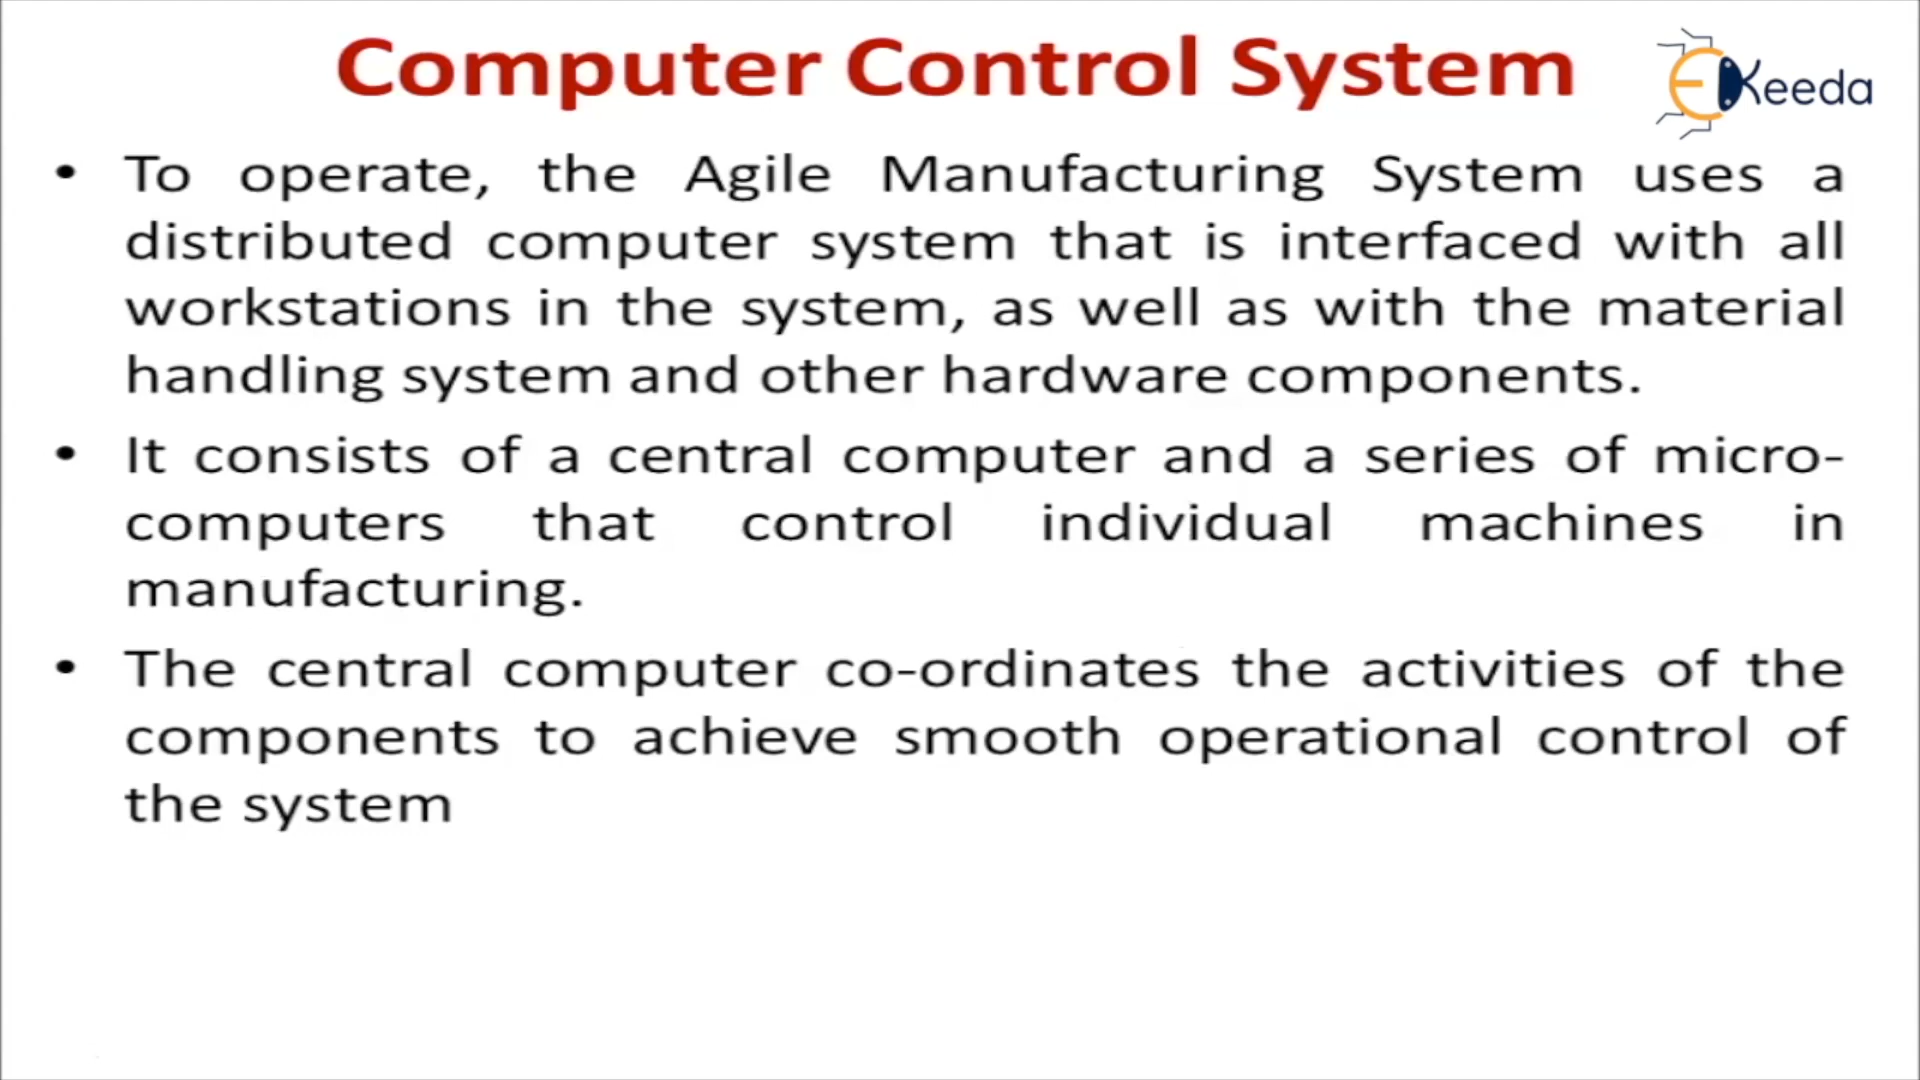 Computer Control System
EKeeda
• To operate, the Agile Manufacturing System uses a
distributed computer system that is interfaced with all
workstations in the system, as well as with the material
handling system and other hardware components.
• It consists of a central computer and a series of micro-
computers that control individual machines in
manufacturing.
• The central computer co-ordinates the activities of the
components to achieve smooth operational control of
the system